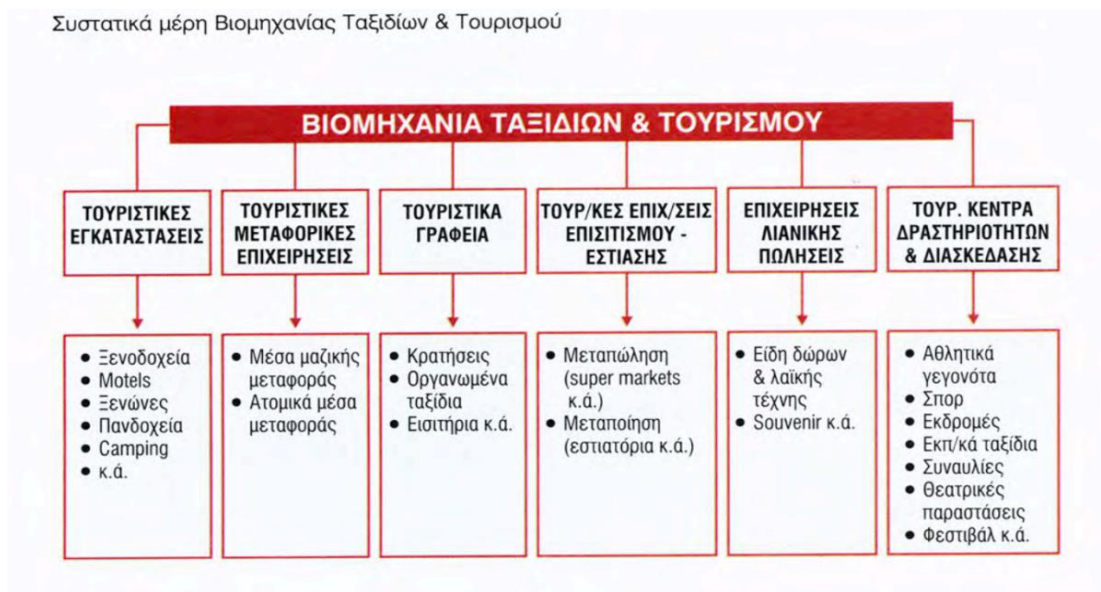 Συστατικά μέρη Βιομηχανίας Ταξιδίων & Τουρισμού
ΒΙΟΜΗΧΑΝΙΑ ΤΑΞΙΔΙΩΝ & ΤΟΥΡΙΣΜΟΥ
ΤΟΥΡΙΣΤΙΚΕΣ
ΕΓΚΑΤΑΣΤΑΣΕΙΣ
ΤΟΥΡΙΣΤΙΚΕΣ
ΜΕΤΑΦΟΡΙΚΕΣ
ΕΠΙΧΕΙΡΗΣΕΙΣ
ΤΟΥΡΙΣΤΙΚΑ
ΓΡΑΦΕΙΑ
ΤΟΥΡ/ΚΕΣ ΕΠΙΧ/ΣΕΙΣ
ΕΠΙΣΙΤΙΣΜΟΥ -
ΕΣΤΙΑΣΗΣ
ΕΠΙΧΕΙΡΗΣΕΙΣ
ΛΙΑΝΙΚΗΣ
ΠΩΛΗΣΕΙΣ
ΤΟΥΡ. ΚΕΝΤΡΑ
ΔΡΑΣΤΗΡΙΟΤΗΤΩΝ
& ΔΙΑΣΚΕΔΑΣΗΣ
• Ξενοδοχεία
• Motels
• Ξενώνες
• Πανδοχεία
• Camping
• κ.ά.
• Μέσα μαζικής
μεταφοράς
• Ατομικά μέσα
μεταφοράς
• Κρατήσεις
• Οργανωμένα
ταξίδια
• Εισιτήρια κ.ά.
• Μεταπώληση
(super markets
κ.ά.)
• Μεταποίηση
(εστιατόρια κ.ά.)
• Είδη δώρων
& λαϊκής
τέχνης
• Souvenir κ.ά.
• Αθλητικά
γεγονότα
• Σπορ
• Εκδρομές
• Εκπ/κά ταξίδια
• Συναυλίες
• Θεατρικές
παραστάσεις
• Φεστιβάλ κ.ά.